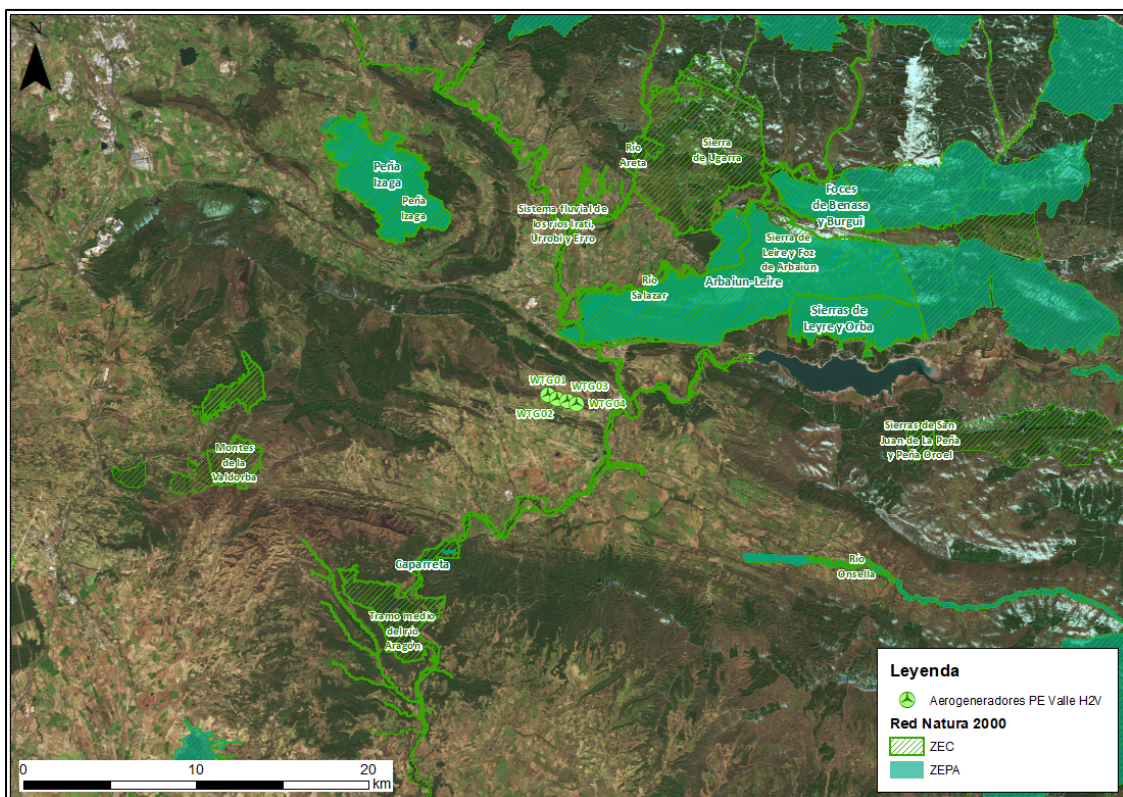 N
Peña
Izaga
Peña
Izaga
Río
Areta
Sierra
de Ugarra
Sistema fluvial de
los ríos Irati,
Urrobi y Erro
Foces
de Benasa
y Burgui
Sierra de
Leire y Foz
de Arbaiun
Arbaiun-Leire
Río
Salazar
Sierras de
Leyre y Orba
WTG01
WTG03
WTG02
WTG04
Sierras de San
Juan de La Peña
y Peña Oroel
Montes
de la
Valdorba
Caparreta
Río
Onsella
Tramo medio
del río
Aragón
Leyenda
Aerogeneradores PE Valle H2V
Red Natura 2000
ZEC
ZEPA
0 10 20
km